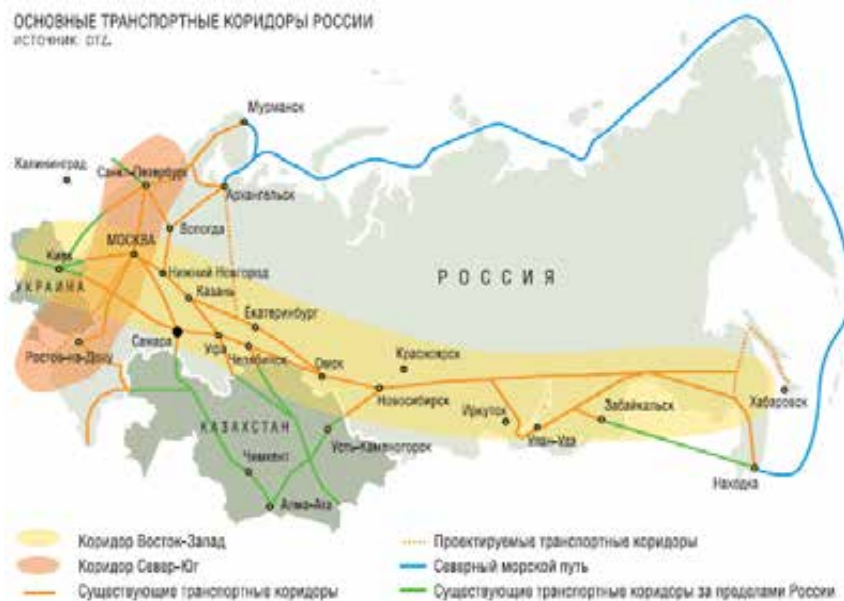 ОСНОВНЫЕ ТРАНСПОРТНЫЕ КОРИДОРЫ РОССИИ
ИСТОЧНИК: DTZ.
Мурманск
Калининград
Санкт-Петербург
Архангельск
Вологда
МОСКВА
Киев
УКРАИНА
Нижний Новгород
Казань
РОССИЯ
Екатеринбург
Ростов-на-Дону
Самара
Уфа
Челябинск
Омск
Красноярск
Новосибирск
Иркутск
Забайкальск
Хабаровск
Улан-Уда
КАЗАХСТАН
Усть-Каменогорск
Чимкент
Находка
Алма-Ата
Коридор Восток-Запад
Коридор Север-Юг
Существующие транспортные коридоры
Проектируемые транспортные коридоры
Северный морской путь
Существующие транспортные коридоры за пределами России